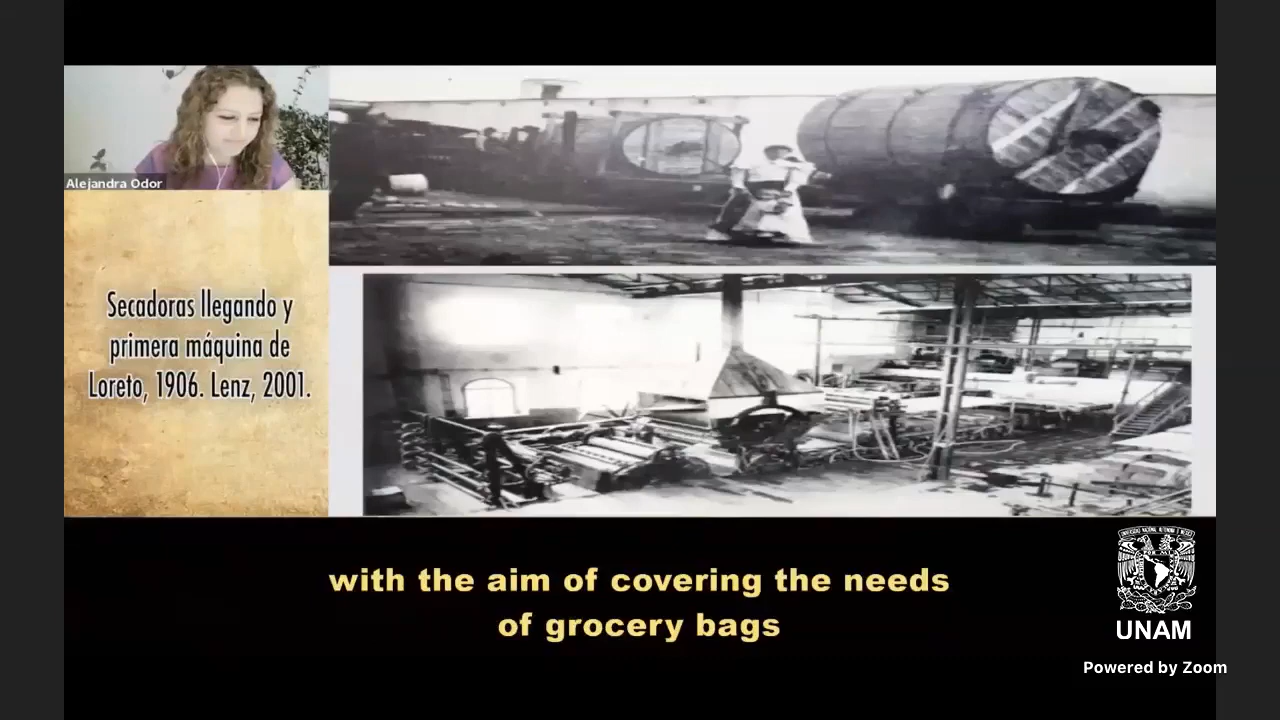 Alejandra Odor
Secadoras llegando y
primera máquina de
Loreto, 1906. Lenz, 2001.
with the aim of covering the needs
of grocery bags
UNAM
Powered by Zoom